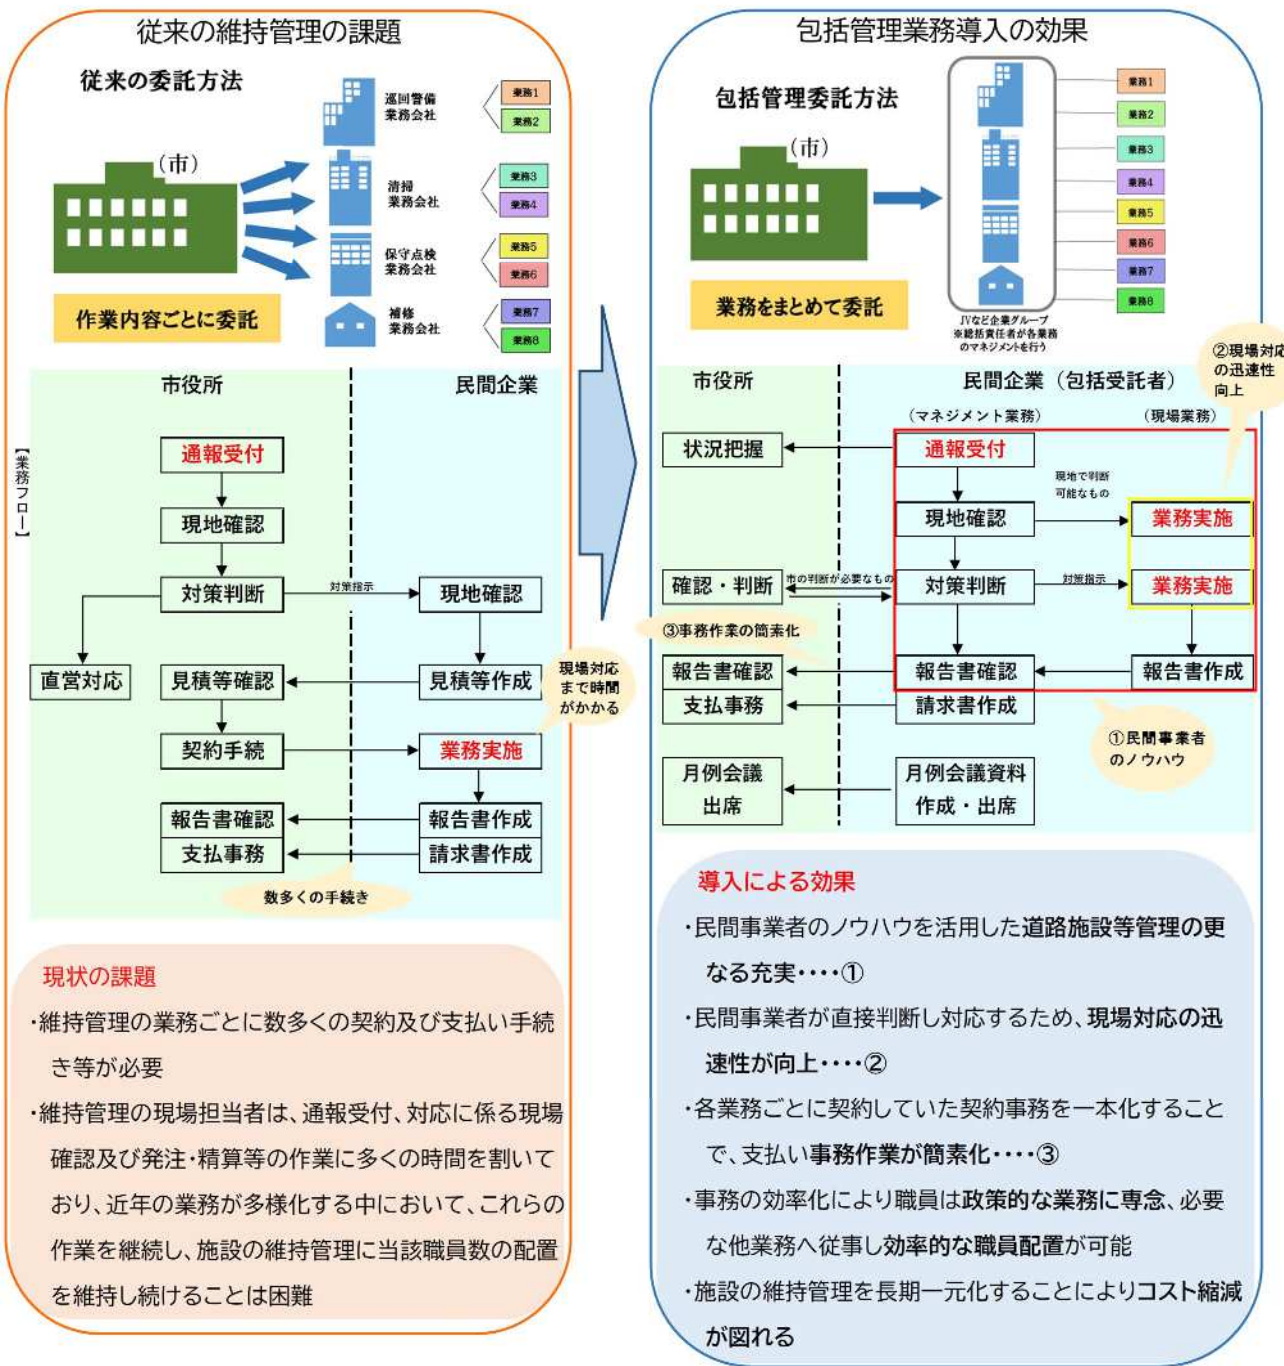 従来の維持管理の課題
従来の委託方法
(市)
作業内容ごとに委託
巡回警備
業務会社
業務1
業務2
清掃
業務会社
業務3
業務4
保守点検
業務会社
業務5
業務6
補修
業務会社
業務7
業務8
【業務フロー】
市役所
民間企業
通報受付
現地確認
対策判断
対策指示
現地確認
直営対応
見積等確認
見積等作成
現場対応
まで時間
がかかる
契約手続
業務実施
報告書確認
報告書作成
支払事務
請求書作成
数多くの手続き
現状の課題
・維持管理の業務ごとに数多くの契約及び支払い手続
き等が必要
・維持管理の現場担当者は、通報受付、対応に係る現場
確認及び発注・精算等の作業に多くの時間を割いて
おり、近年の業務が多様化する中において、これらの
作業を継続し、施設の維持管理に当該職員数の配置
を維持し続けることは困難
包括管理業務導入の効果
包括管理委託方法
(市)
業務をまとめて委託
業務1
業務2
業務3
業務4
業務5
業務6
業務7
業務8
JVなど企業グループ
※総括責任者が各業務
のマネジメントを行う
②現場対応
の迅速性
向上
市役所
民間企業（包括受託者）
（マネジメント業務）
（現場業務）
状況把握
通報受付
現地で判断
可能なもの
現地確認
業務実施
確認・判断
市の判断が必要なもの
対策判断
対策指示
業務実施
③事務作業の簡素化
報告書確認
報告書確認
報告書作成
支払事務
請求書作成
①民間事業者
のノウハウ
月例会議
出席
月例会議資料
作成・出席
導入による効果
・民間事業者のノウハウを活用した道路施設等管理の更
なる充実････①
・民間事業者が直接判断し対応するため、現場対応の迅
速性が向上････②
・各業務ごとに契約していた契約事務を一本化すること
で、支払い事務作業が簡素化････③
・事務の効率化により職員は政策的な業務に専念、必要
な他業務へ従事し効率的な職員配置が可能
・施設の維持管理を長期一元化することによりコスト縮減
が図れる